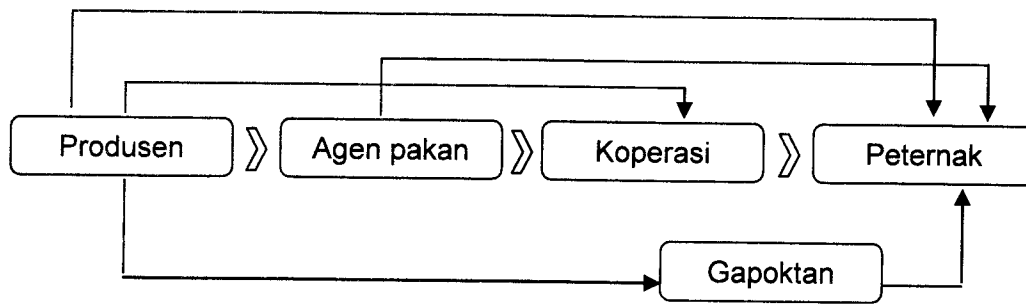 Produsen
Agen pakan
Koperasi
Peternak
Gapoktan